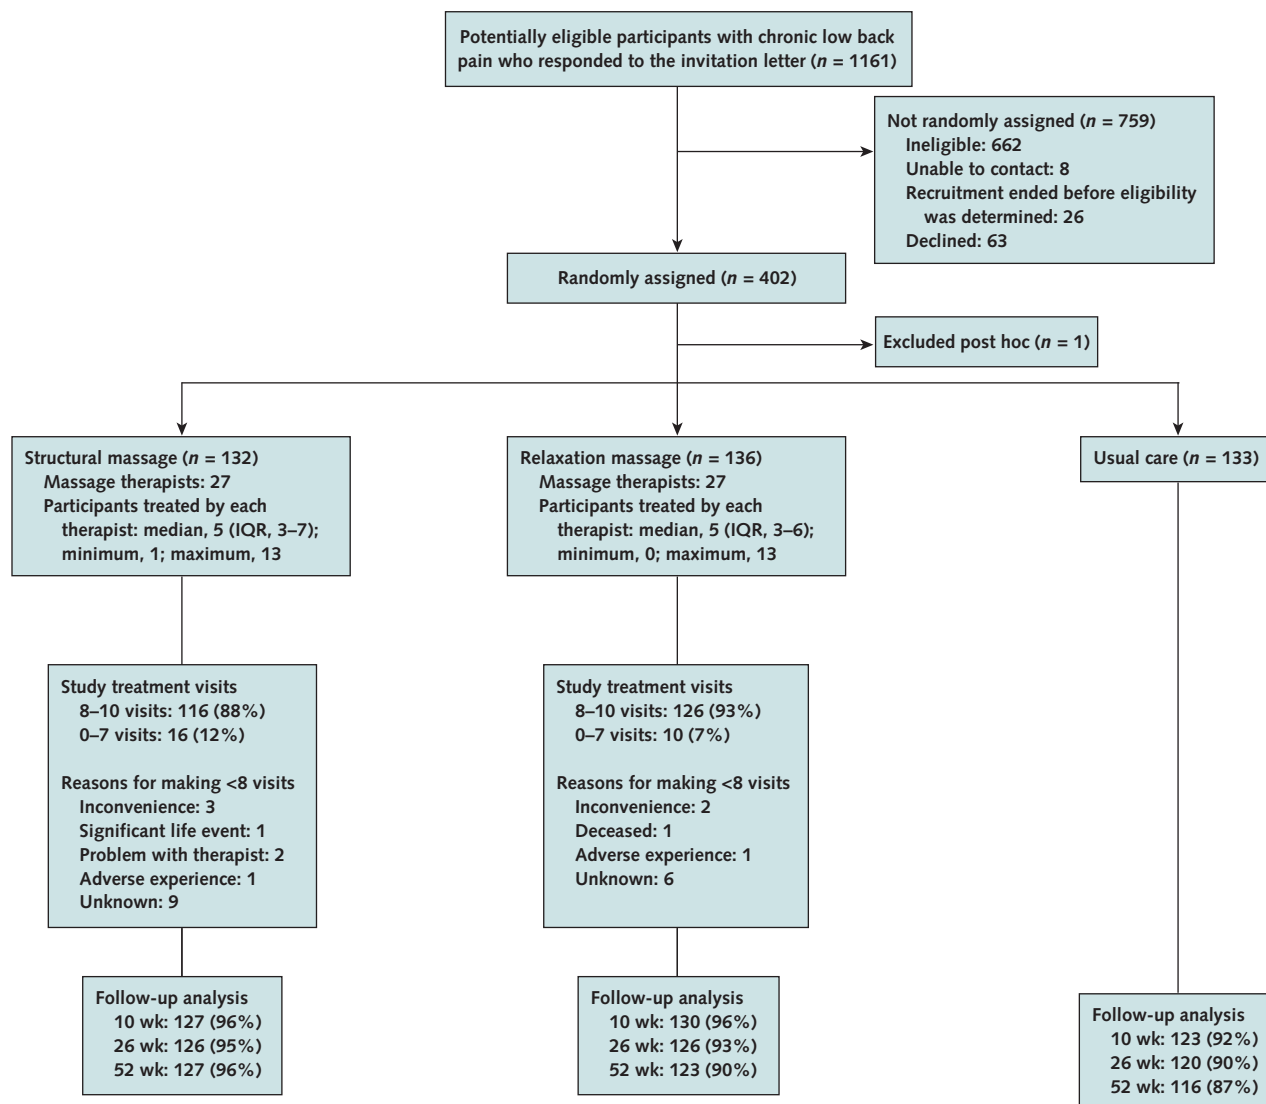 Potentially eligible participants with chronic low back
pain who responded to the invitation letter (n = 1161)
Not randomly assigned (n = 759)
Ineligible: 662
Unable to contact: 8
Recruitment ended before eligibility
was determined: 26
Declined: 63
Randomly assigned (n = 402)
Excluded post hoc (n = 1)
Structural massage (n = 132)
Massage therapists: 27
Participants treated by each
therapist: median, 5 (IQR, 3–7);
minimum, 1; maximum, 13
Relaxation massage (n = 136)
Massage therapists: 27
Participants treated by each
therapist: median, 5 (IQR, 3–6);
minimum, 0; maximum, 13
Usual care (n = 133)
Study treatment visits
8–10 visits: 116 (88%)
0–7 visits: 16 (12%)
Reasons for making <8 visits
Inconvenience: 3
Significant life event: 1
Problem with therapist: 2
Adverse experience: 1
Unknown: 9
Study treatment visits
8–10 visits: 126 (93%)
0–7 visits: 10 (7%)
Reasons for making <8 visits
Inconvenience: 2
Deceased: 1
Adverse experience: 1
Unknown: 6
Follow-up analysis
10 wk: 127 (96%)
26 wk: 126 (95%)
52 wk: 127 (96%)
Follow-up analysis
10 wk: 130 (96%)
26 wk: 126 (93%)
52 wk: 123 (90%)
Follow-up analysis
10 wk: 123 (92%)
26 wk: 120 (90%)
52 wk: 116 (87%)